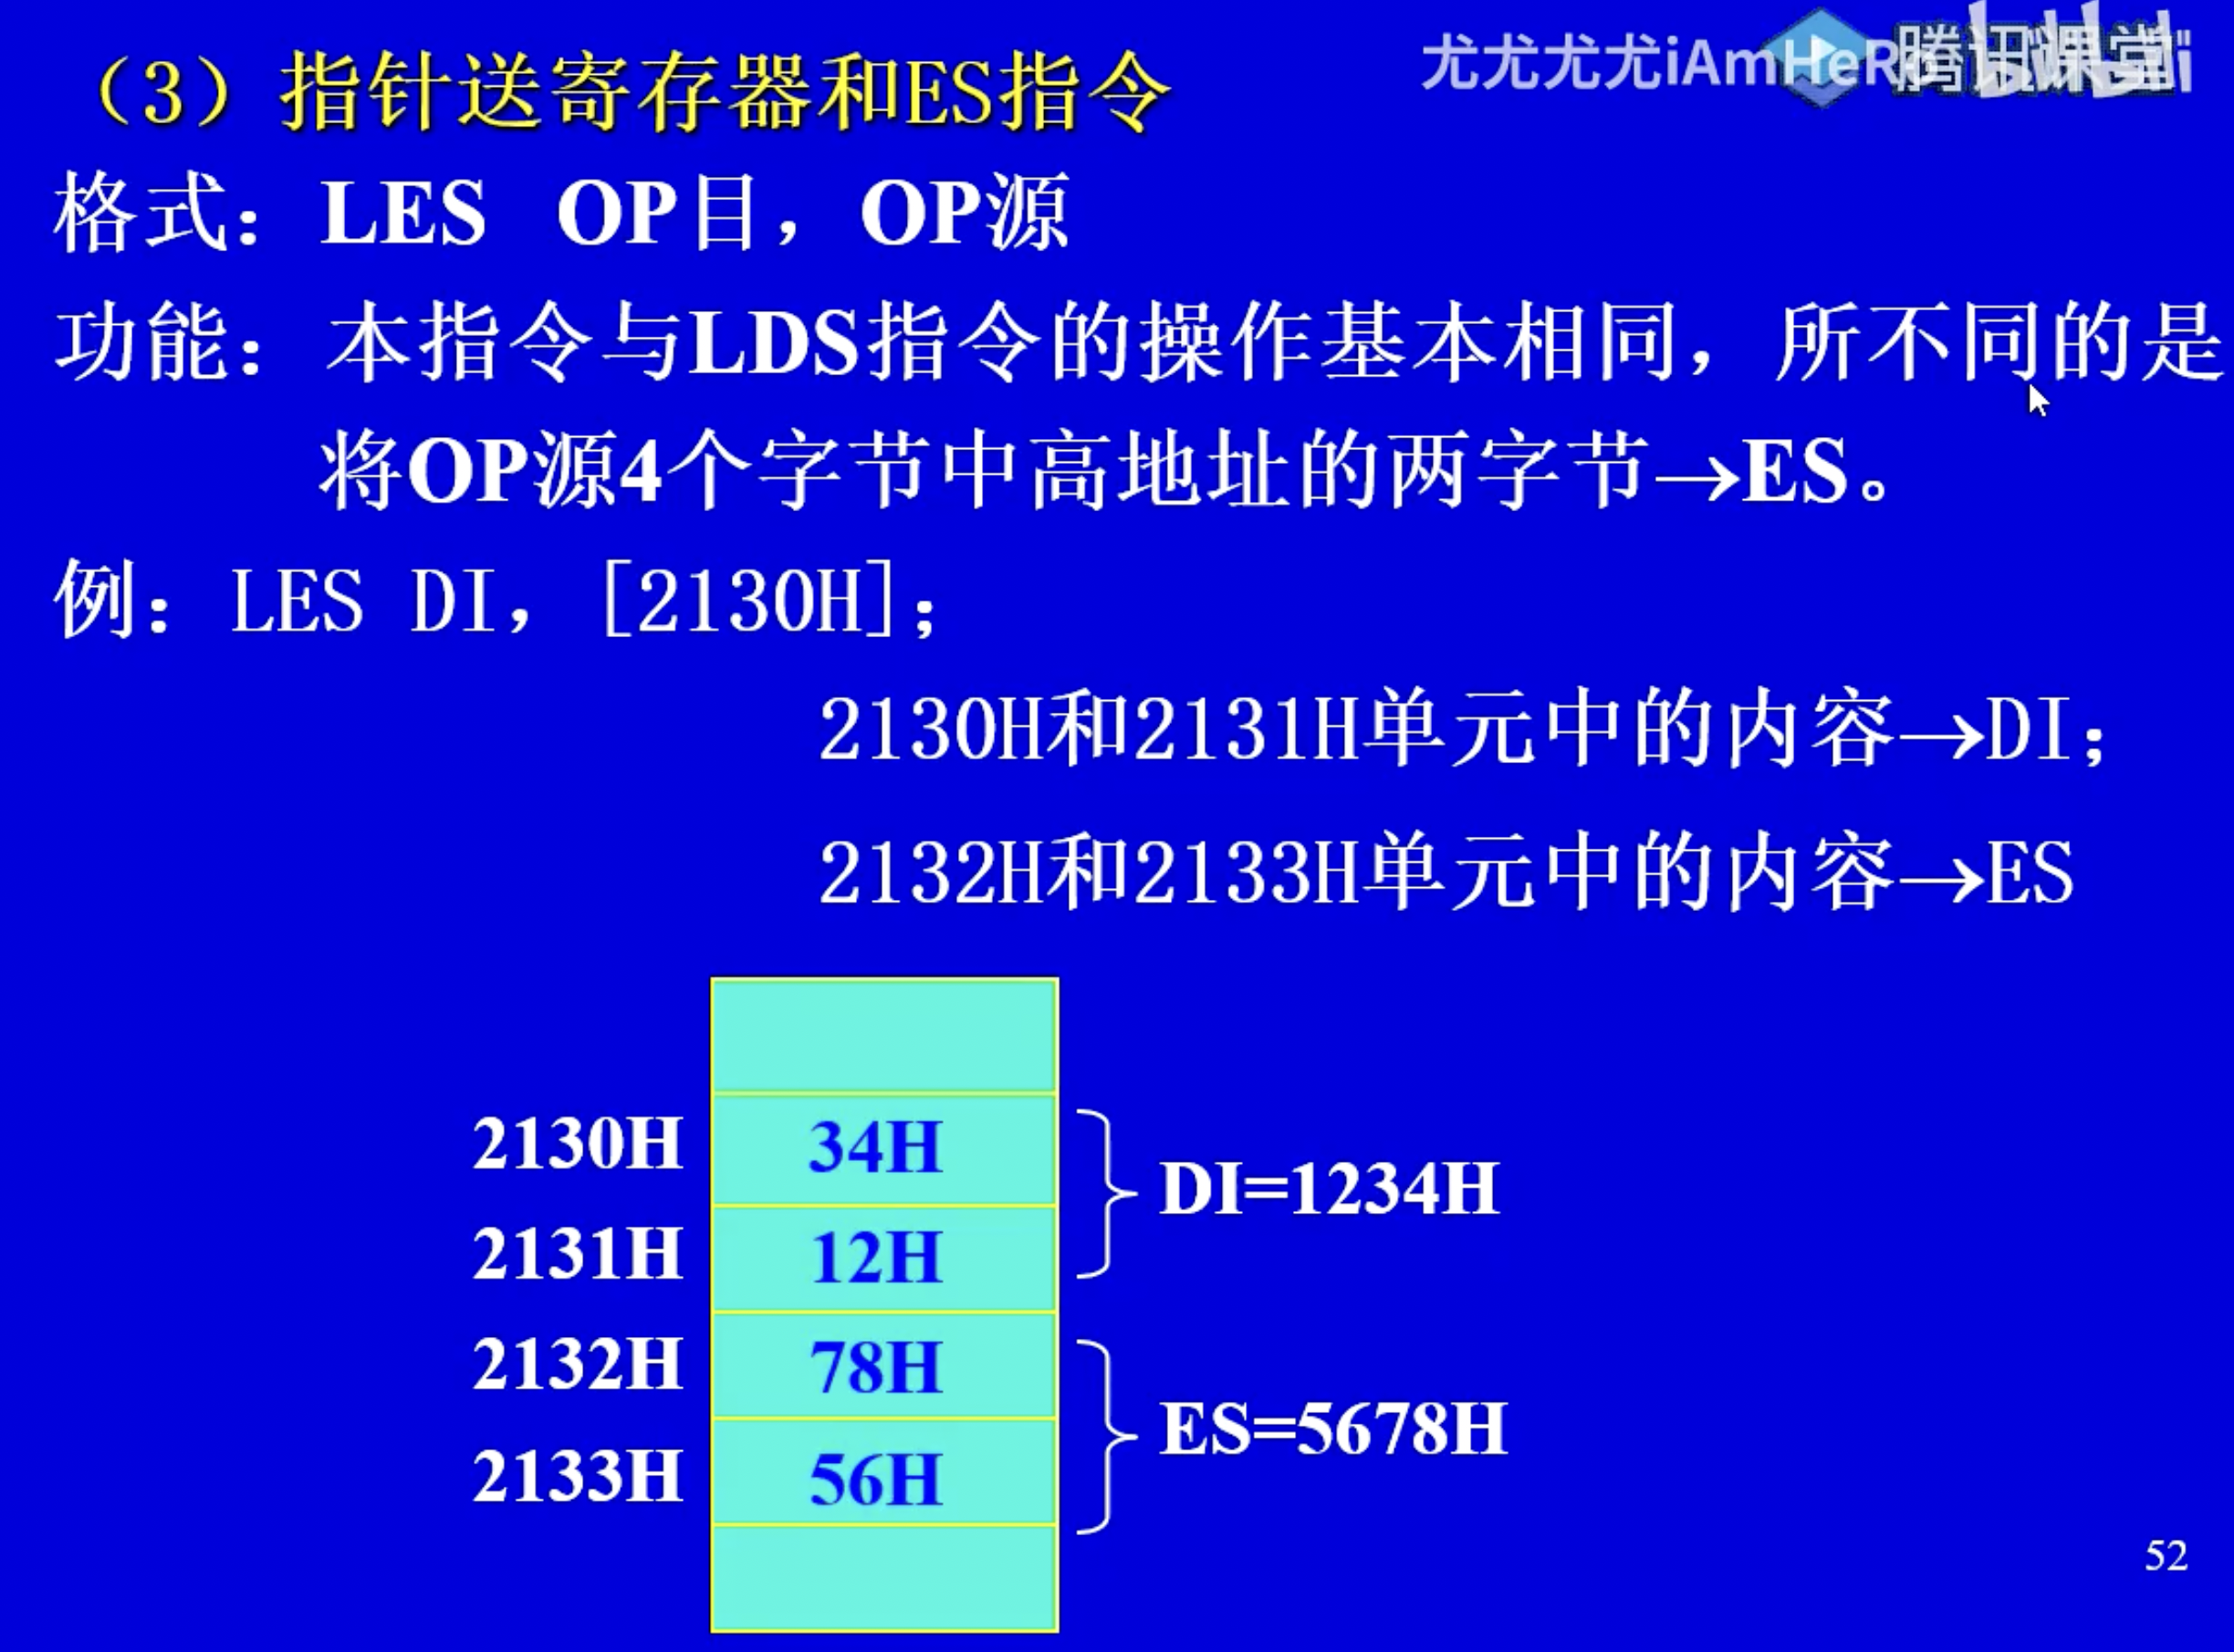 尤尤尤尤iAmHeR 腾讯课堂
（3）指针送寄存器和ES指令
格式：LES OP目，OP源
功能：本指令与LDS指令的操作基本相同，所不同的是
将OP源4个字节中高地址的两字节→ES。
例：LES DI，[2130H]；
2130H和2131H单元中的内容→DI；
2132H和2133H单元中的内容→ES
2130H 34H
2131H 12H
DI=1234H
2132H 78H
2133H 56H
ES=5678H
52